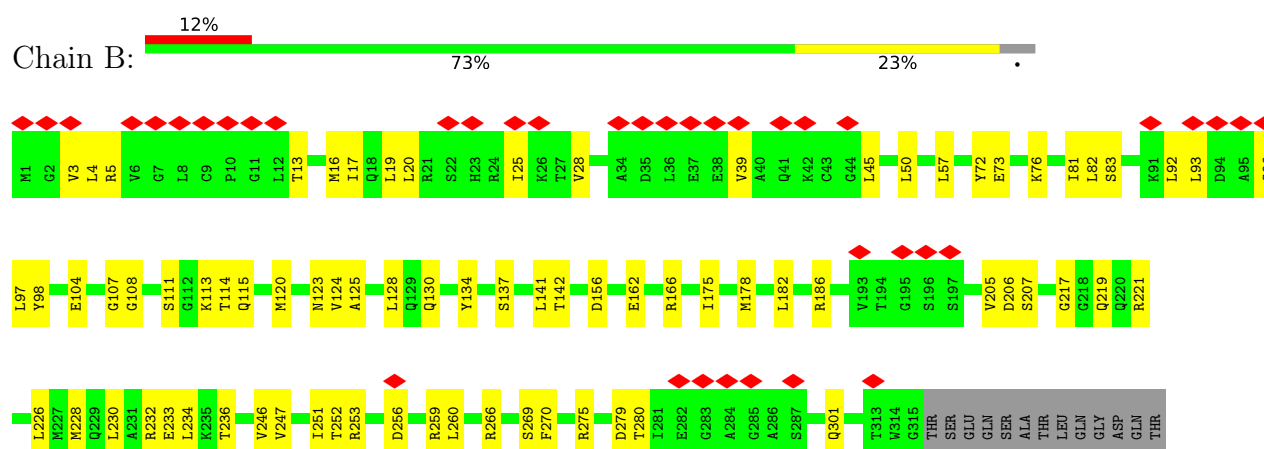 12%
Chain B:
73% 23% •
M1 G2 V3 L4 R5 V6 G7 L8 C9 P10 G11 L12 T13 M16 I17 Q18 L19 L20 R21 S22 H23 R24 I25 K26 T27 V28 A34 D35 L36 E37 E38 V39 A40 Q41 K42 C43 G44 L45 L50 L57 Y72 E73 K76 I81 L82 S83 K91 L92 L93 D94 A95
L97 Y98 E104 G107 G108 S111 G112 K113 T114 Q115 M120 N123 V124 A125 L128 Q129 Q130 Y134 S137 L141 T142 D156 E162 R166 I175 M178 L182 R186 V193 T194 G195 S196 S197 V205 D206 S207 G217 G218 Q219 Q220 R221
L226 M227 M228 Q229 L230 A231 R232 E233 L234 K235 T236 V246 V247 I251 T252 R253 D256 R259 L260 R266 S269 F270 R275 D279 T280 I281 E282 G283 A284 G285 A286 S287 Q301 T313 W314 G315 THR SER GLU GLN SER ALA THR LEU GLN GLY ASP GLN THR